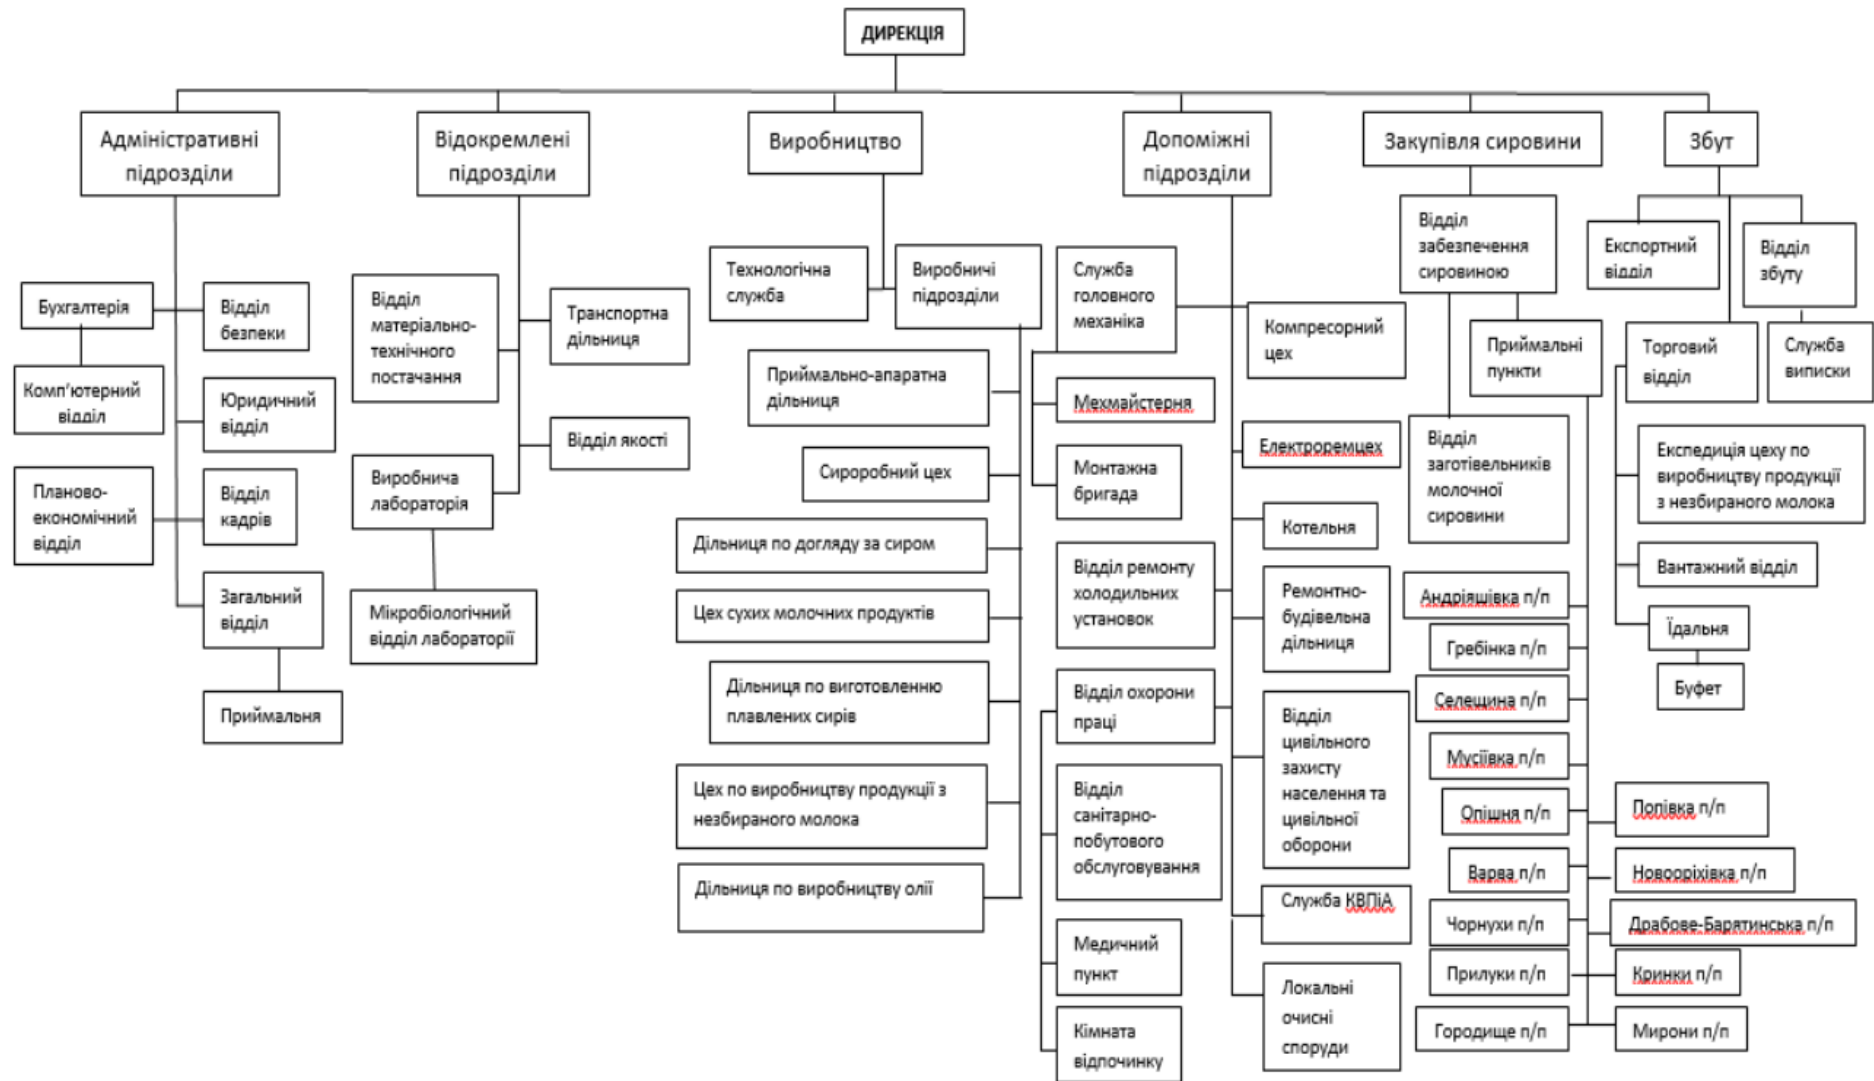 ДИРЕКЦІЯ
Адміністративні
підрозділи
Відокремлені
підрозділи
Виробництво
Допоміжні
підрозділи
Закупівля сировини
Збут
Бухгалтерія
Відділ
безпеки
Комп'ютерний
відділ
Юридичний
відділ
Планово-
економічний
відділ
Відділ
кадрів
Загальний
відділ
Приймальня
Відділ
матеріально-
технічного
постачання
Транспортна
дільниця
Відділ якості
Виробнича
лабораторія
Мікробіологічний
відділ лабораторії
Технологічна
служба
Виробничі
підрозділи
Приймально-апаратна
дільниця
Сироробний цех
Дільниця по догляду за сиром
Цех сухих молочних продуктів
Дільниця по виготовленню
плавлених сирів
Цех по виробництву продукції з
незбираного молока
Дільниця по виробництву олії
Служба
головного
механіка
Компресорний
цех
Мехмайстерня
Електроремцех
Монтажна
бригада
Котельня
Відділ ремонту
холодильних
установок
Ремонтно-
будівельна
дільниця
Відділ охорони
праці
Відділ
цивільного
захисту
населення та
цивільної
оборони
Відділ
санітарно-
побутового
обслуговування
Служба КВПіА
Медичний
пункт
Локальні
очисні
споруди
Кімната
відпочинку
Відділ
забезпечення
сировиною
Приймальні
пункти
Відділ
заготівельників
молочної
сировини
Андріяшівка п/п
Гребінка п/п
Селещина п/п
Мусіївка п/п
Опішня п/п
Попівка п/п
Варва п/п
Новооріхівка п/п
Чорнухи п/п
Драбове-Барятинська п/п
Прилуки п/п
Кринки п/п
Городище п/п
Мирони п/п
Експортний
відділ
Відділ
збуту
Торговий
відділ
Служба
виписки
Експедиція цеху по
виробництву продукції
з незбираного молока
Вантажний відділ
Їдальня
Буфет